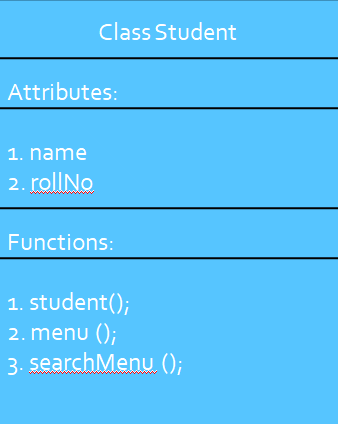 Class Student
Attributes:
1. name
2. rollNo
Functions:
1. student();
2. menu ();
3. searchMenu ();